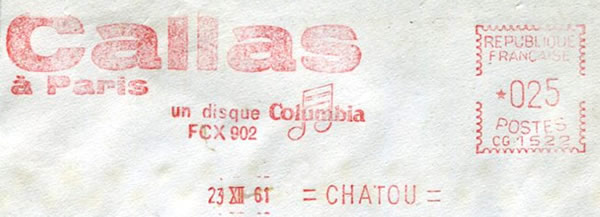 Callas
à Paris
un disque Columbia
FCX 902
REPUBLIQUE
FRANÇAISE
*025
POSTES
CG 1522
23 XII 61 = CHATOU =